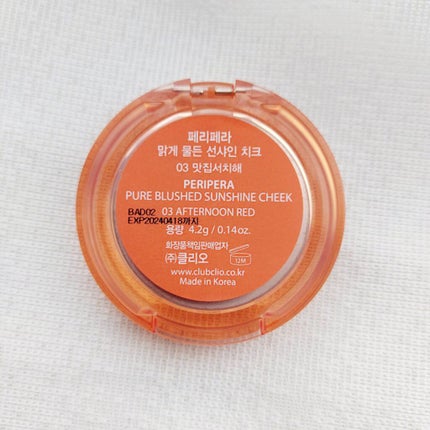 페리페라
맑게 물든 선샤인 치크
03 맛집서치해
PERIPERA
PURE BLUSHED SUNSHINE CHEEK
BAD02 03 AFTERNOON RED
EXP20240418까지
용량 4.2g / 0.14oz.
화장품책임판매업자
(주)클리오
12M
www.clubclio.co.kr
Made in Korea